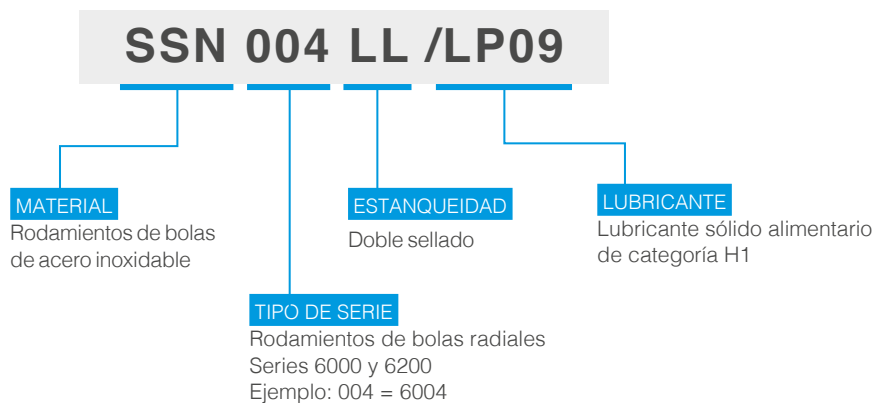 SSN 004 LL /LP09
MATERIAL
Rodamientos de bolas
de acero inoxidable
ESTANQUEIDAD
Doble sellado
LUBRICANTE
Lubricante sólido alimentario
de categoría H1
TIPO DE SERIE
Rodamientos de bolas radiales
Series 6000 y 6200
Ejemplo: 004 = 6004